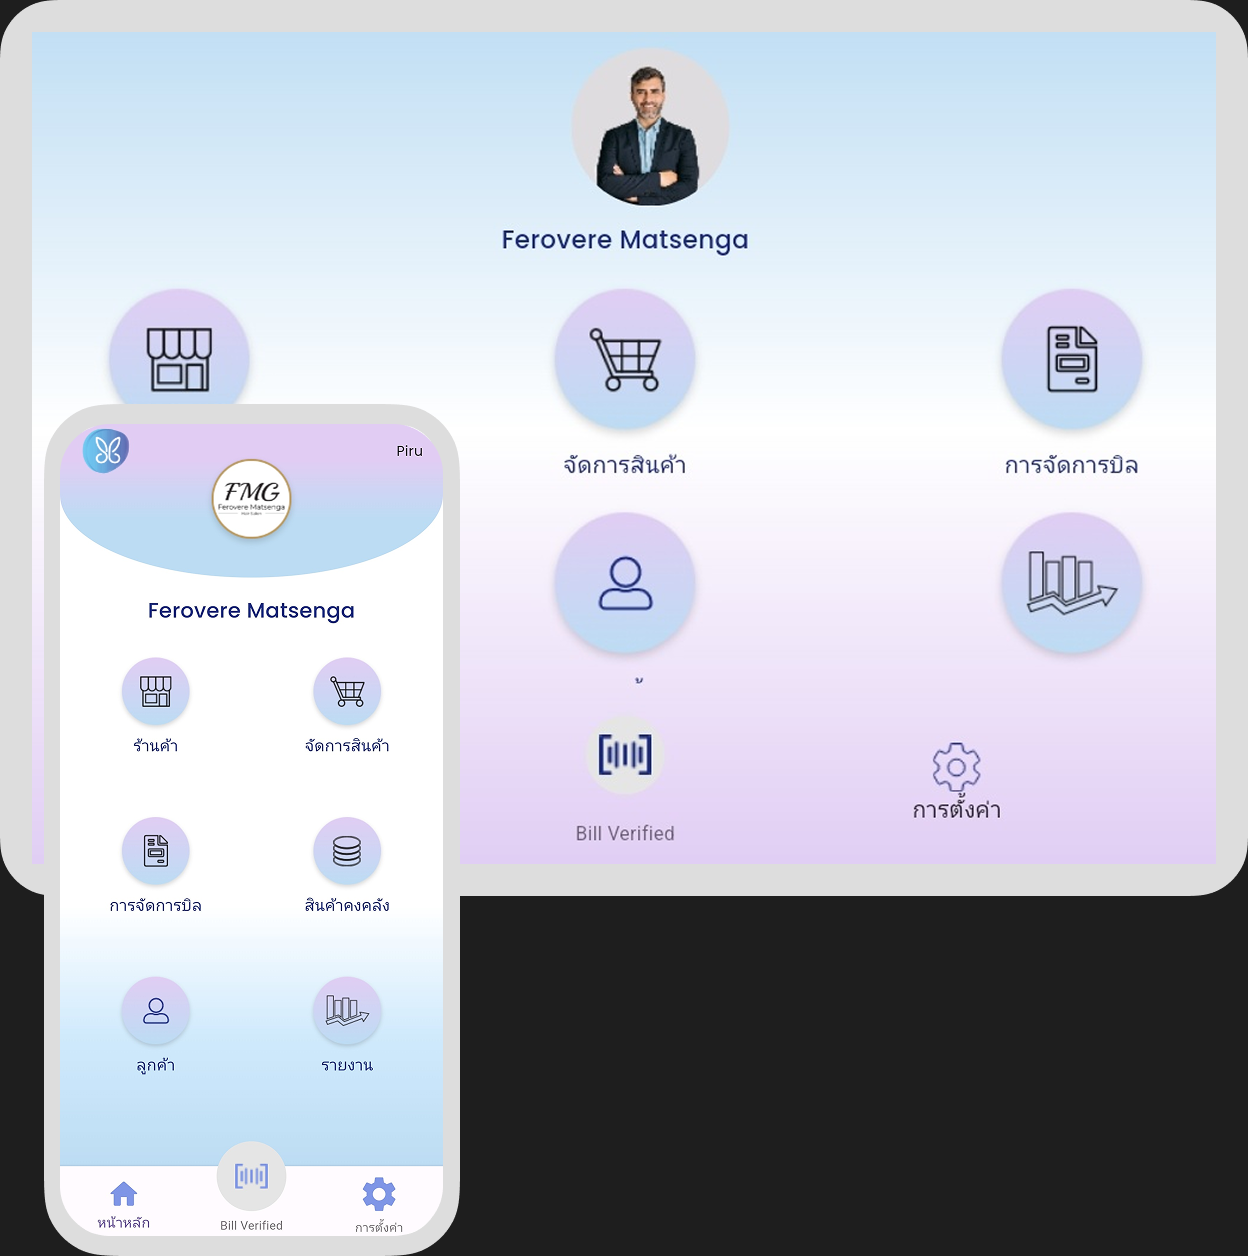 Ferovere Matsenga
จัดการสินค้า
การจัดการบิล
Bill Verified
การตั้งค่า
Piru
FMG
Ferovere Matsenga
Ferovere Matsenga
ร้านค้า
จัดการสินค้า
การจัดการบิล
สินค้าคงคลัง
ลูกค้า
รายงาน
หน้าหลัก
Bill Verified
การตั้งค่า